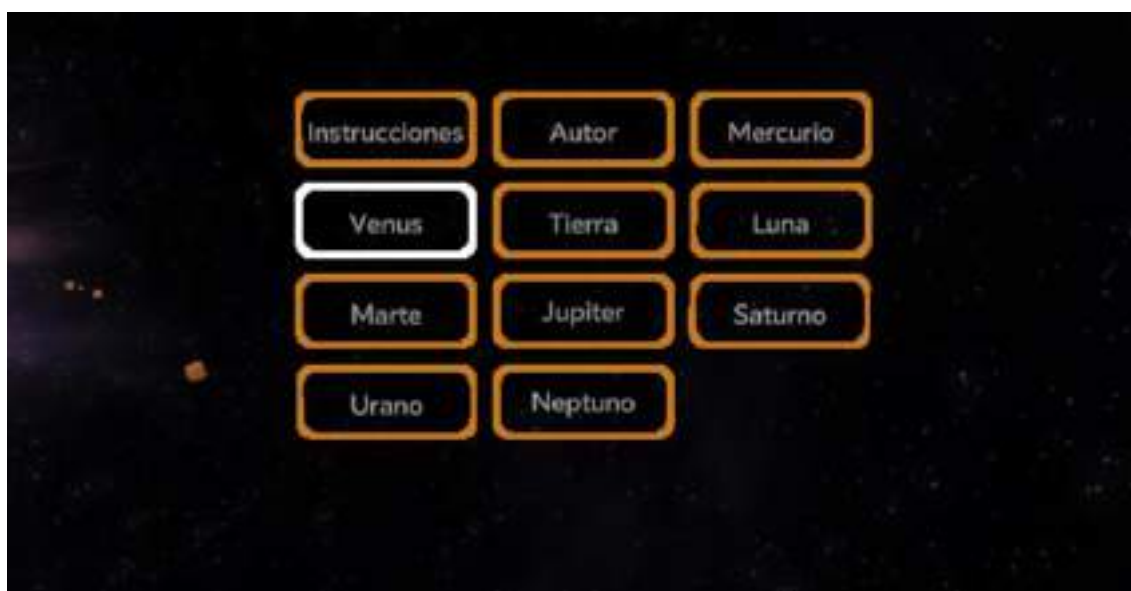 Instrucciones Autor Mercurio
Venus Tierra Luna
Marte Jupiter Saturno
Urano Neptuno